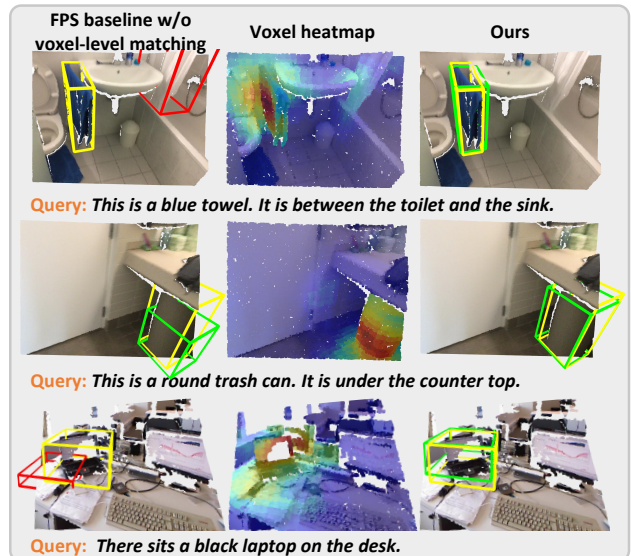 FPS baseline w/o
voxel-level matching
Voxel heatmap
Ours
Query: This is a blue towel. It is between the toilet and the sink.
Query: This is a round trash can. It is under the counter top.
Query: There sits a black laptop on the desk.